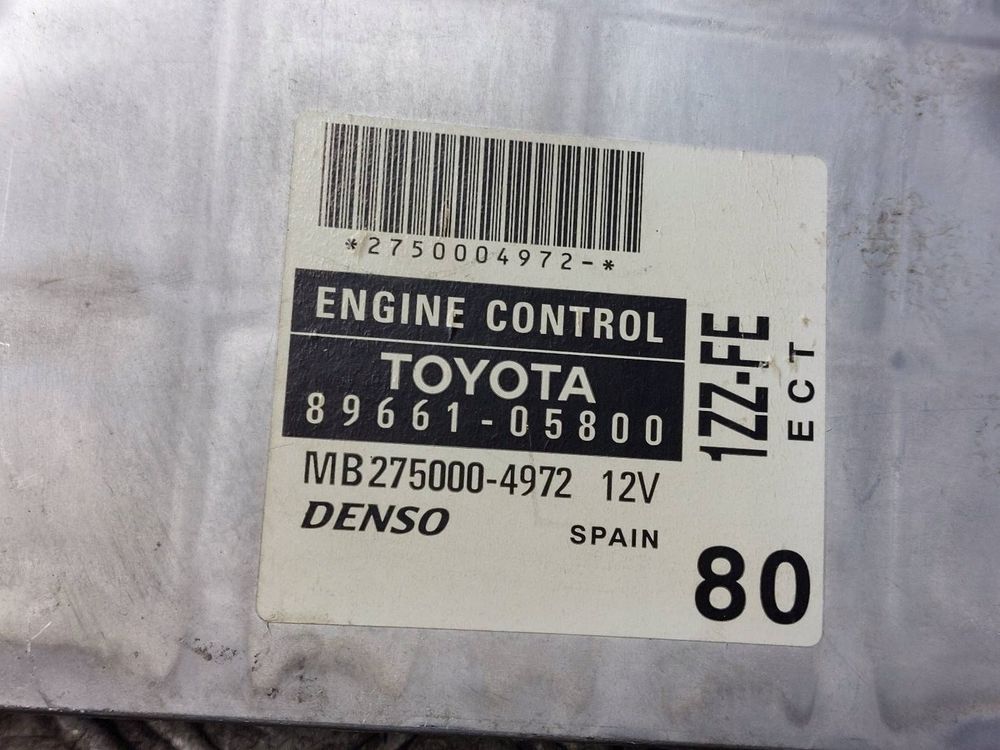 *2750004972-*
ENGINE CONTROL
TOYOTA
89661-05800
MB275000-4972 12V
DENSO
SPAIN
1ZZ-FE
ECT
80